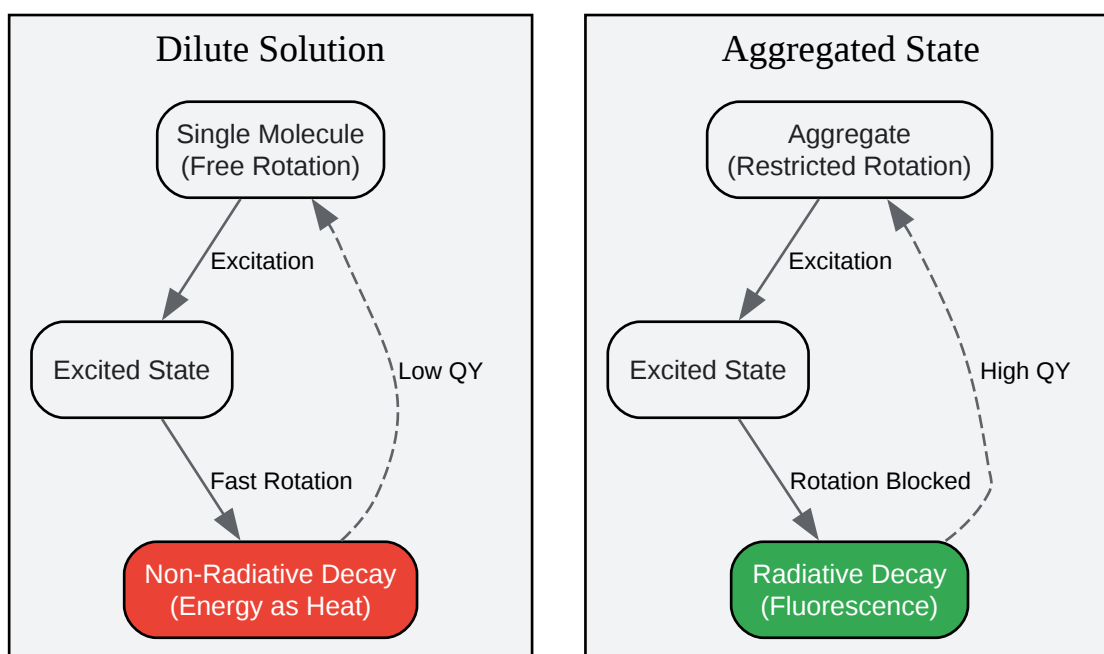 Dilute Solution
Single Molecule
(Free Rotation)
Excitation
Excited State
Low QY
Fast Rotation
Non-Radiative Decay
(Energy as Heat)
Aggregated State
Aggregate
(Restricted Rotation)
Excitation
Excited State
High QY
Rotation Blocked
Radiative Decay
(Fluorescence)